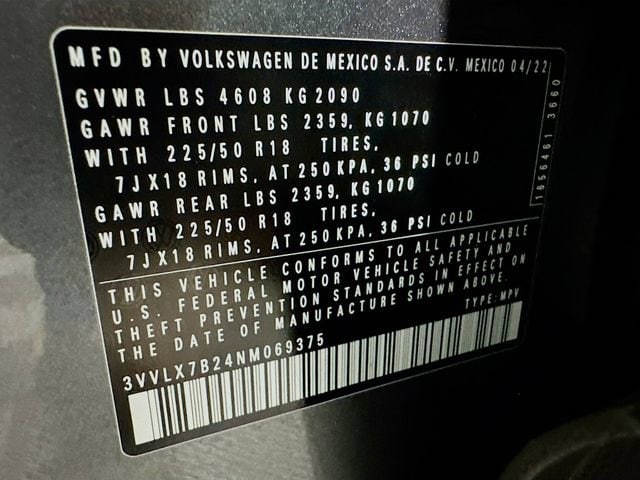 MFD BY VOLKSWAGEN DE MEXICO S.A. DE C.V. MEXICO 04/22
GVWR LBS 4608 KG 2090
GAWR FRONT LBS 2359, KG 1070
WITH 225/50 R18 TIRES,
7JX18 RIMS, AT 250 KPA, 36 PSI COLD
GAWR REAR LBS 2359, KG 1070
WITH 225/50 R18 TIRES,
7JX18 RIMS, AT 250 KPA, 36 PSI COLD
1656461 3660
THIS VEHICLE CONFORMS TO ALL APPLICABLE
U.S. FEDERAL MOTOR VEHICLE SAFETY AND
THEFT PREVENTION STANDARDS IN EFFECT ON
THE DATE OF MANUFACTURE SHOWN ABOVE.
3VVLX7B24NM069375 TYPE: MPV